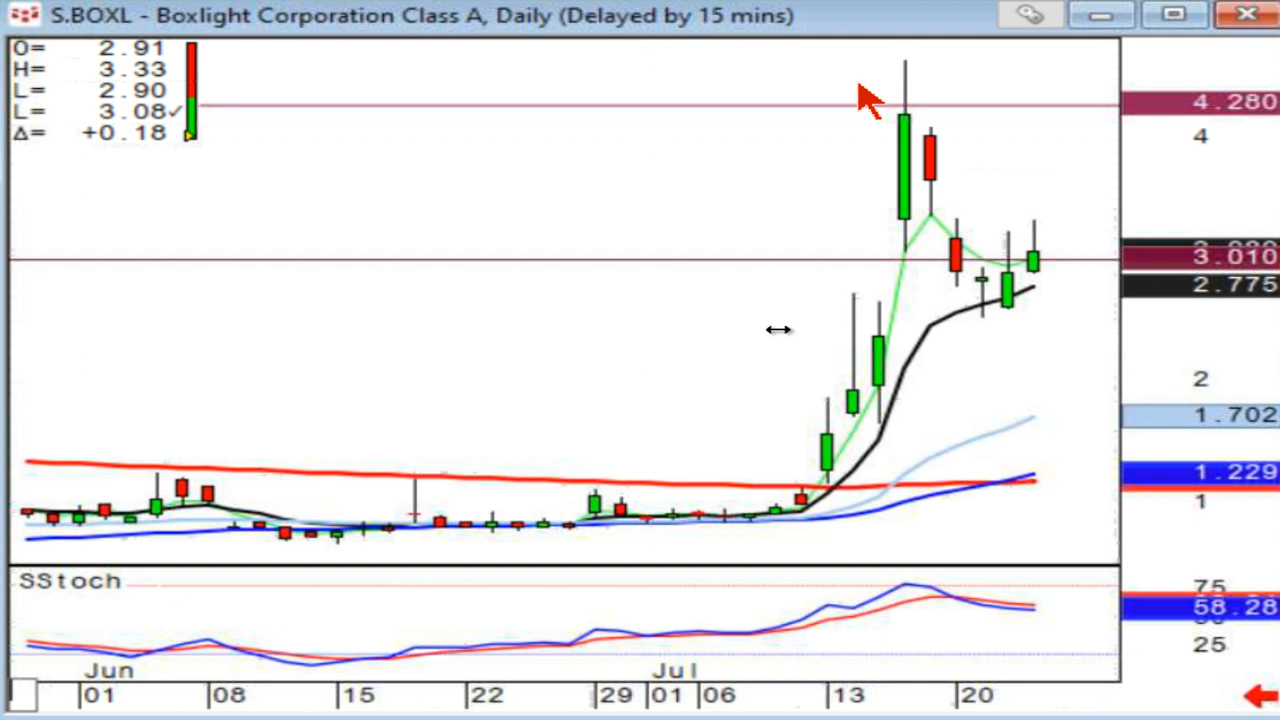 S.BOXL - Boxlight Corporation Class A, Daily (Delayed by 15 mins)
O= 2.91
H= 3.33
L= 2.90
L= 3.08✓
Δ= +0.18
4.280
4
3.010
2.775
2
1.702
1.229
1
SStoch
75
58.28
25
Jun Jul
01 08 15 22 29 01 06 13 20